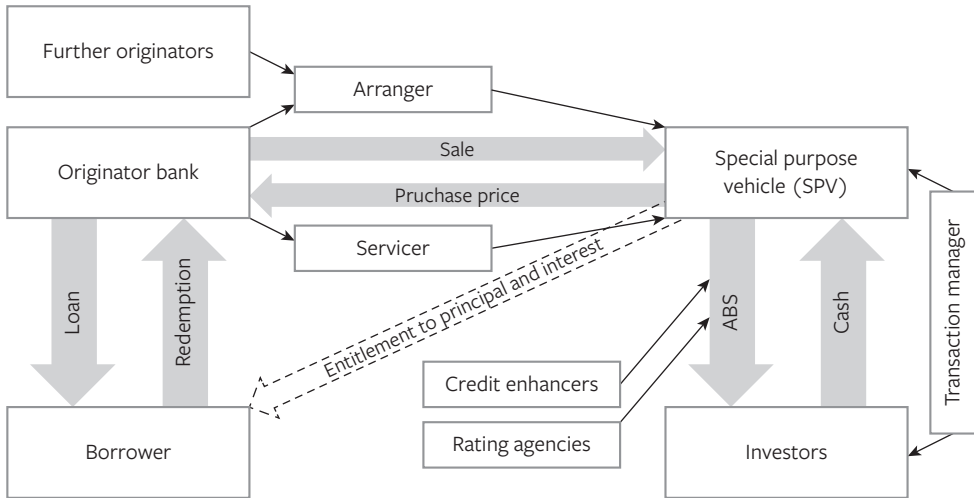 Further originators
Arranger
Originator bank
Sale
Pruchase price
Special purpose
vehicle (SPV)
Servicer
Loan
Redemption
Entitlement to principal and interest
ABS
Cash
Transaction manager
Credit enhancers
Rating agencies
Borrower
Investors